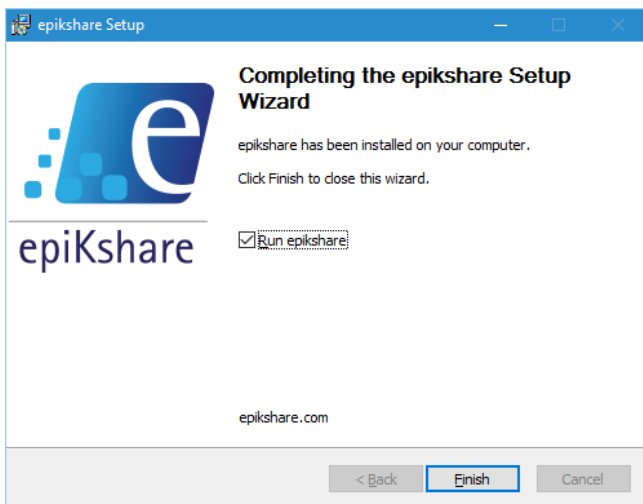 epikshare Setup
Completing the epikshare Setup
Wizard
epikshare has been installed on your computer.
Click Finish to close this wizard.
Run epikshare
e
epiKshare
epikshare.com
< Back
Finish
Cancel